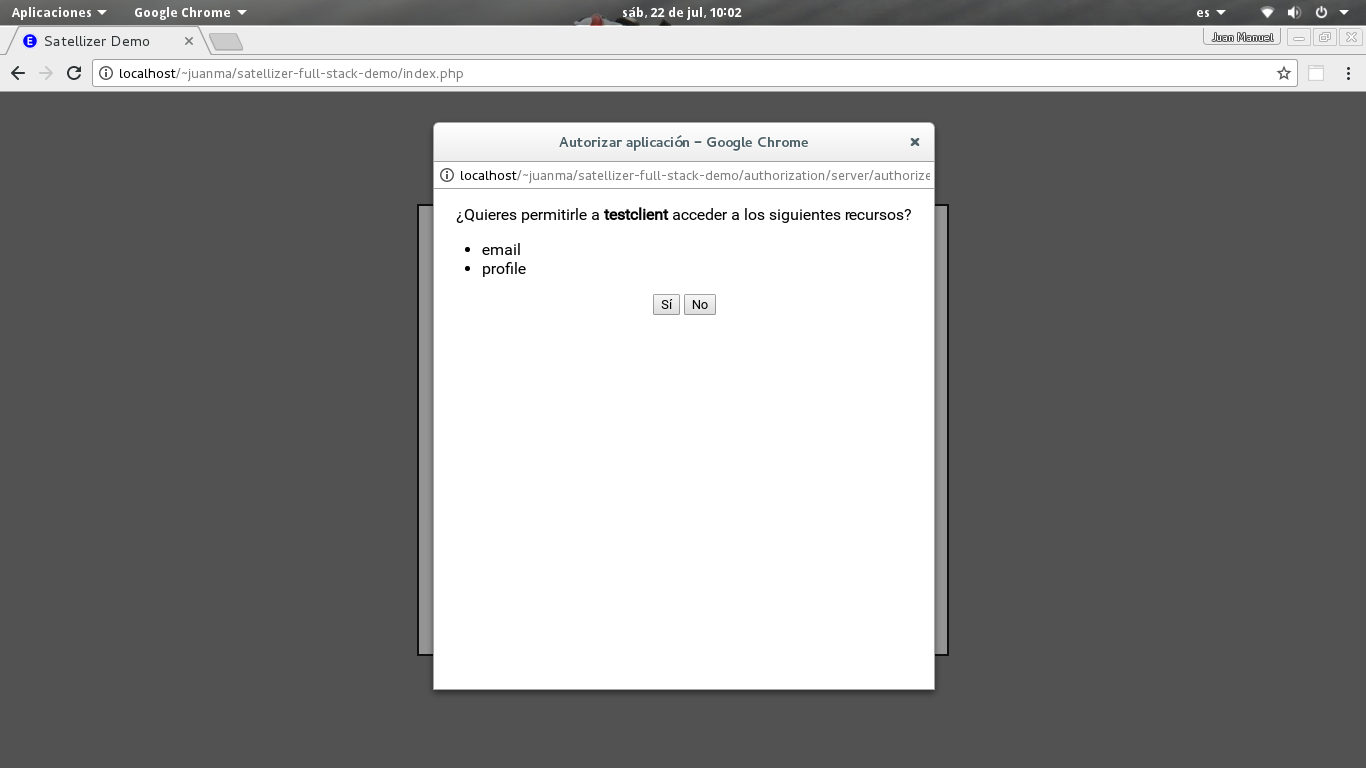 Aplicaciones Google Chrome sáb, 22 de jul, 10:02 es
E Satellizer Demo Juan Manuel
localhost/~juanma/satellizer-full-stack-demo/index.php
Autorizar aplicación – Google Chrome
localhost/~juanma/satellizer-full-stack-demo/authorization/server/authorize
¿Quieres permitirle a testclient acceder a los siguientes recursos?
email
profile
Sí No